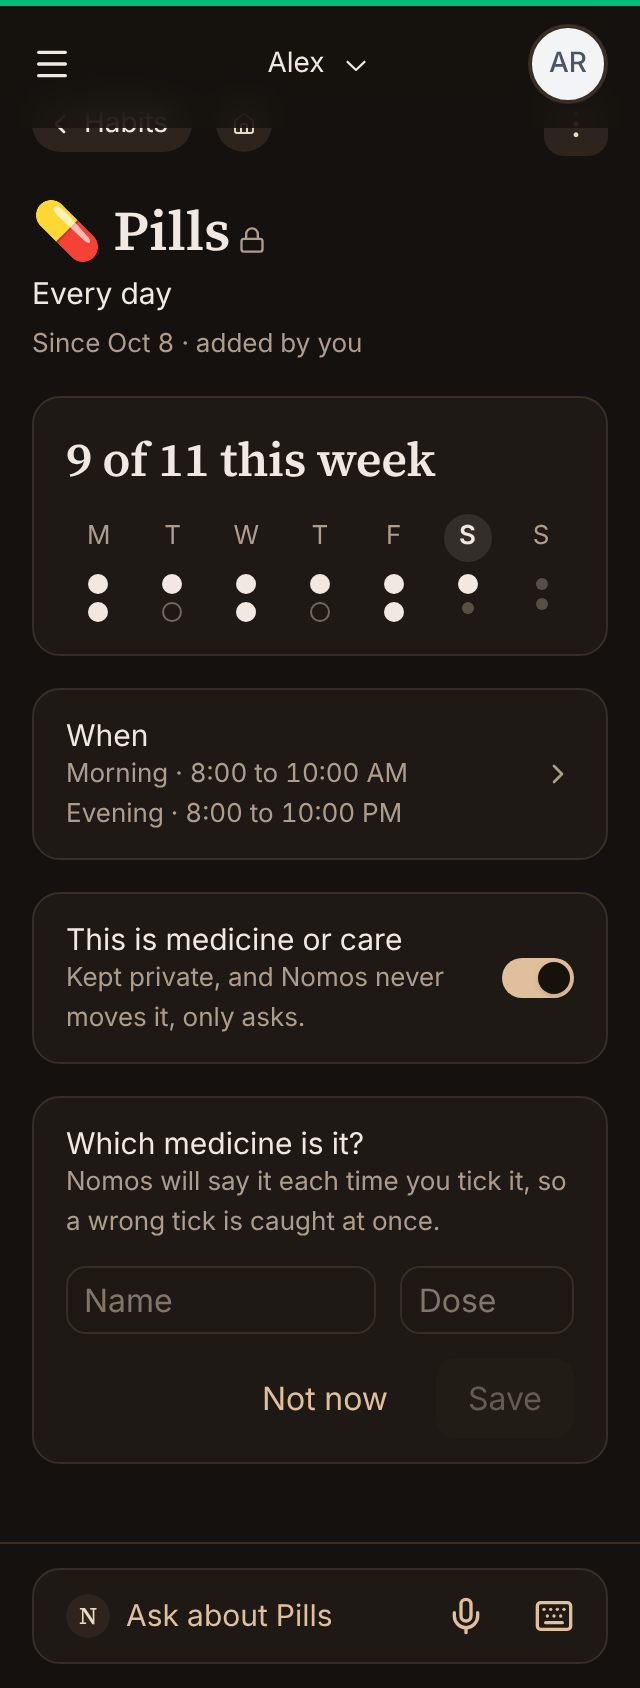 Alex
AR
Habits
Pills
Every day
Since Oct 8 · added by you
9 of 11 this week
M T W T F S S
When
Morning · 8:00 to 10:00 AM
Evening · 8:00 to 10:00 PM
This is medicine or care
Kept private, and Nomos never
moves it, only asks.
Which medicine is it?
Nomos will say it each time you tick it, so
a wrong tick is caught at once.
Name Dose
Not now Save
N Ask about Pills